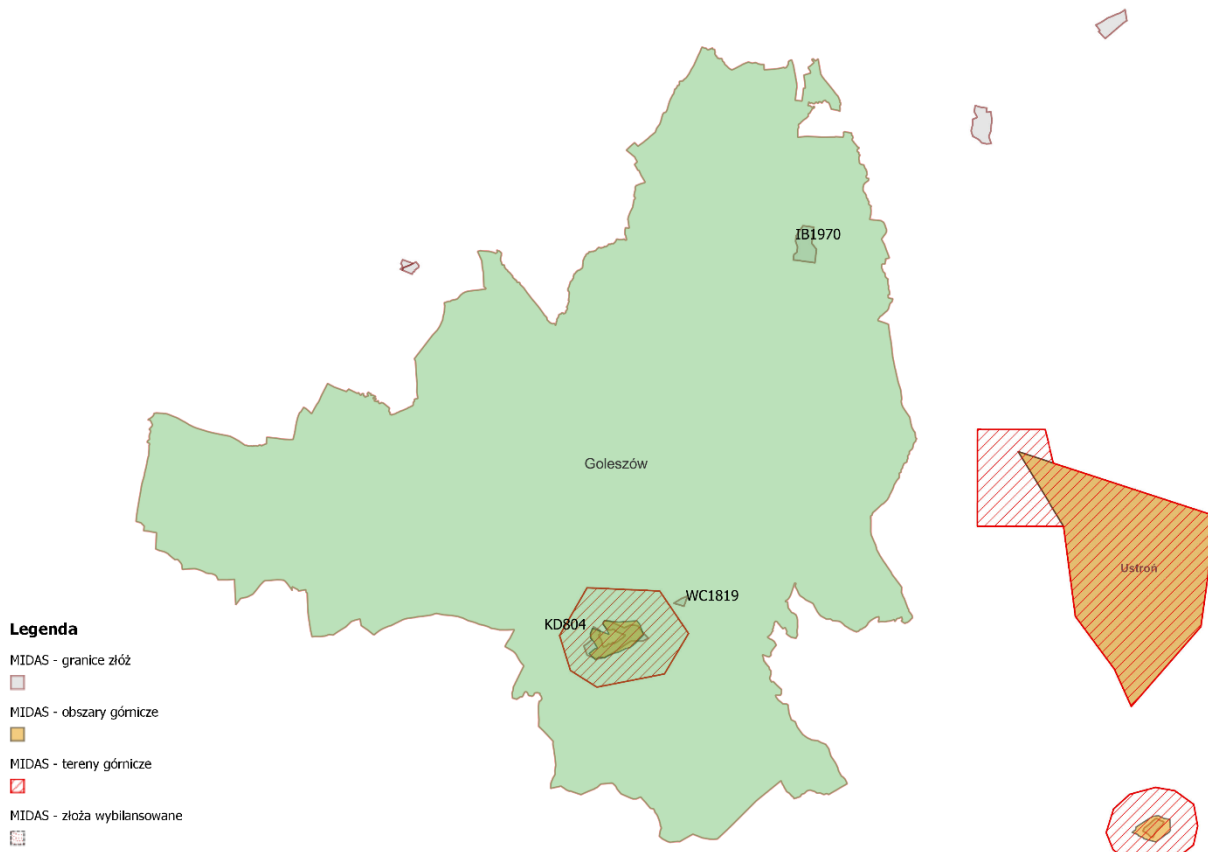 IB1970
Goleszów
Ustroń
WC1819
KD804
Legenda
MIDAS - granice złóż
MIDAS - obszary górnicze
MIDAS - tereny górnicze
MIDAS - złoża wybilansowane